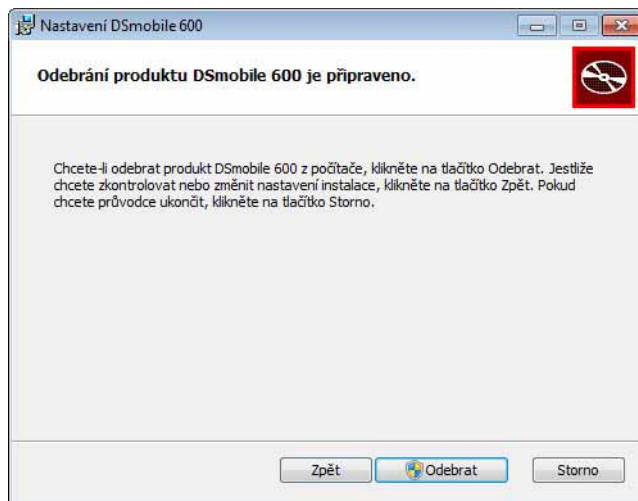 Nastavení DSmobile 600
Odebrání produktu DSmobile 600 je připraveno.
Chcete-li odebrat produkt DSmobile 600 z počítače, klikněte na tlačítko Odebrat. Jestliže
chcete zkontrolovat nebo změnit nastavení instalace, klikněte na tlačítko Zpět. Pokud
chcete průvodce ukončit, klikněte na tlačítko Storno.
Zpět
Odebrat
Storno